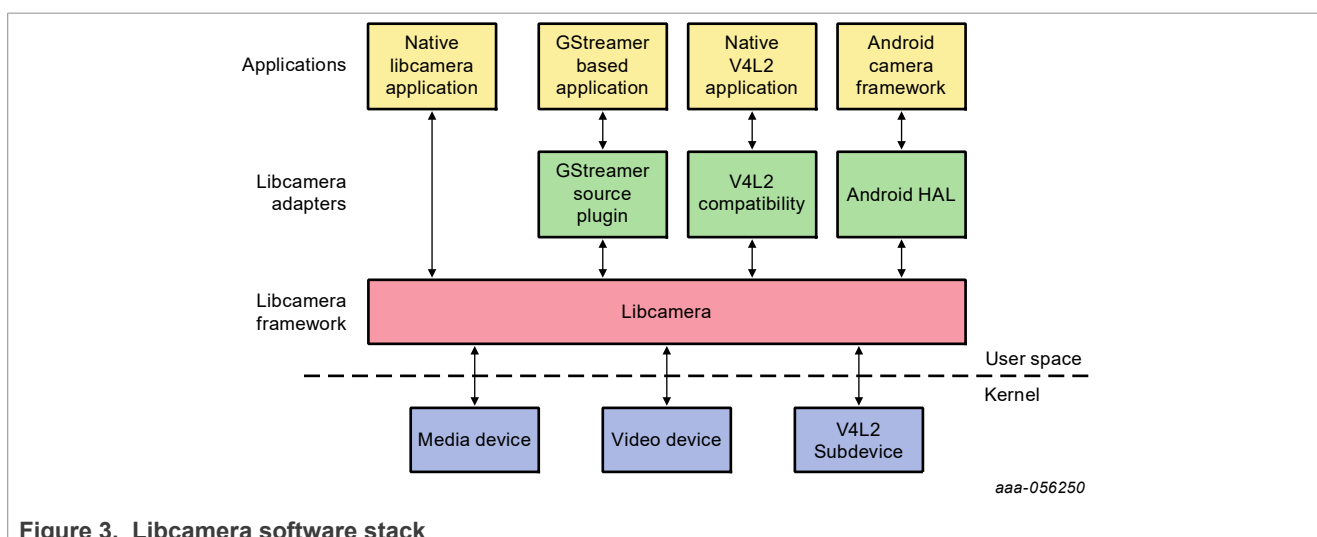 Applications
Native
libcamera
application
GStreamer
based
application
Native
V4L2
application
Android
camera
framework
Libcamera
adapters
GStreamer
source
plugin
V4L2
compatibility
Android HAL
Libcamera
framework
Libcamera
User space
Kernel
Media device
Video device
V4L2
Subdevice
aaa-056250
Figure 3. Libcamera software stack